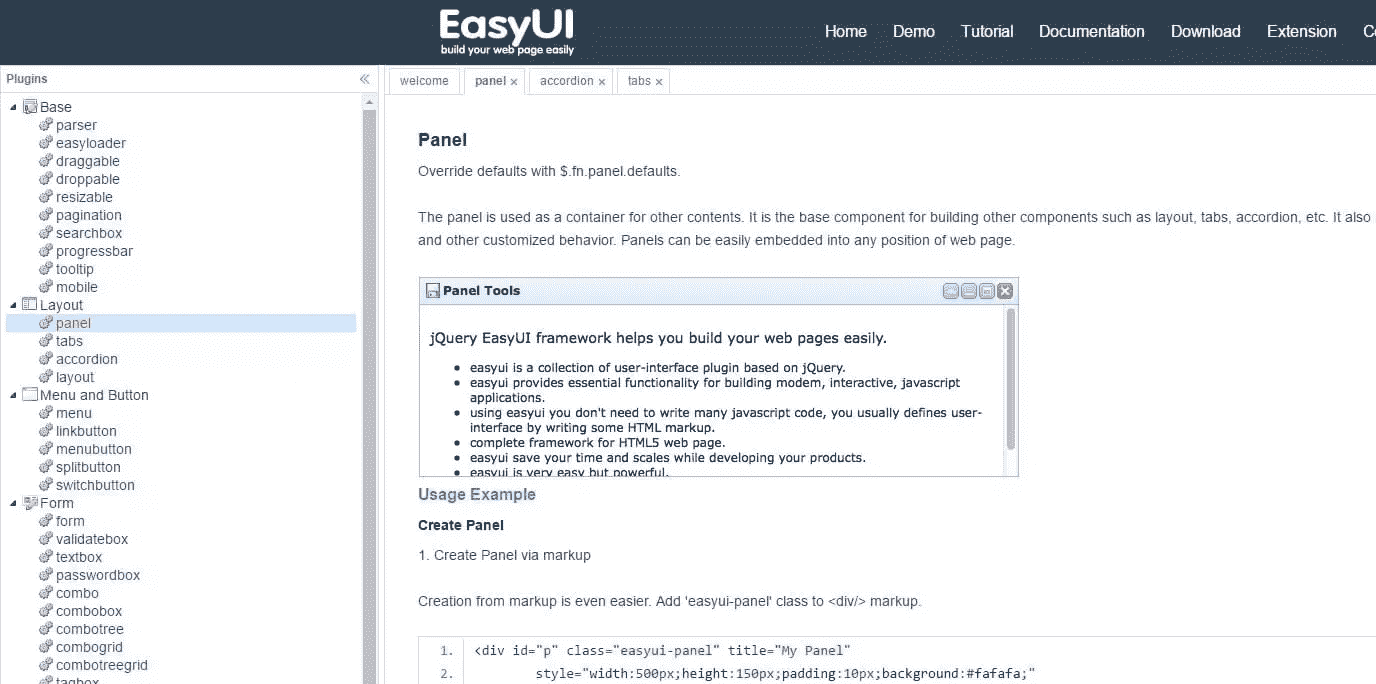 EasyUI
build your web page easily
Home Demo Tutorial Documentation Download Extension
Plugins
welcome panel accordion tabs
Base
parser
easyloader
draggable
droppable
resizable
pagination
searchbox
progressbar
tooltip
mobile
Layout
panel
tabs
accordion
layout
Menu and Button
menu
linkbutton
menubutton
splitbutton
switchbutton
Form
form
validatebox
textbox
passwordbox
combo
combobox
combotree
combogrid
combotreegrid
tagbox
Panel
Override defaults with $.fn.panel.defaults.
The panel is used as a container for other contents. It is the base component for building other components such as layout, tabs, accordion, etc. It also
and other customized behavior. Panels can be easily embedded into any position of web page.
Panel Tools
jQuery EasyUI framework helps you build your web pages easily.
• easyui is a collection of user-interface plugin based on jQuery.
• easyui provides essential functionality for building modem, interactive, javascript
applications.
• using easyui you don't need to write many javascript code, you usually defines user-
interface by writing some HTML markup.
• complete framework for HTML5 web page.
• easyui save your time and scales while developing your products.
• easyui is very easy but powerful.
Usage Example
Create Panel
1. Create Panel via markup
Creation from markup is even easier. Add 'easyui-panel' class to <div/> markup.
1. <div id="p" class="easyui-panel" title="My Panel"
2. style="width:500px;height:150px;padding:10px;background:#fafafa;"